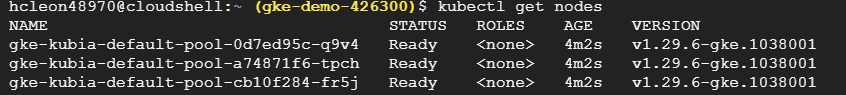 hcleon48970@cloudshell:~ (gke-demo-426300)$ kubectl get nodes
NAME STATUS ROLES AGE VERSION
gke-kubia-default-pool-0d7ed95c-q9v4 Ready <none> 4m2s v1.29.6-gke.1038001
gke-kubia-default-pool-a74871f6-tpch Ready <none> 4m2s v1.29.6-gke.1038001
gke-kubia-default-pool-cb10f284-fr5j Ready <none> 4m2s v1.29.6-gke.1038001